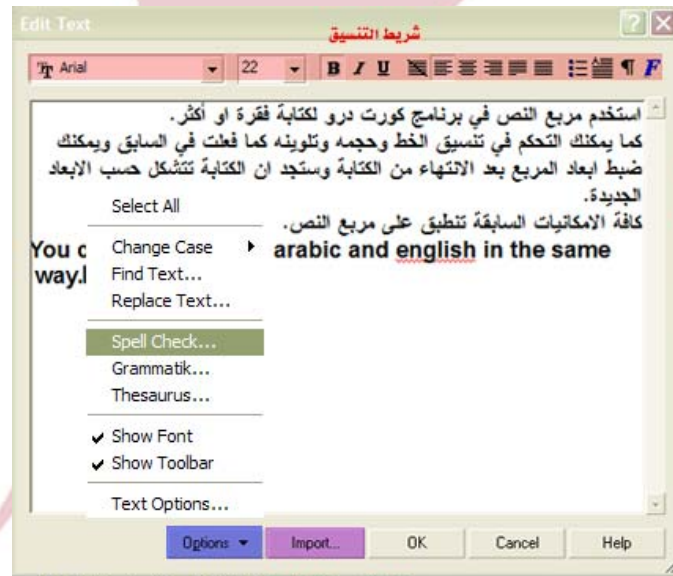 Edit Text
شريط التنسيق
Arial 22 B I U ¶ F
استخدم مربع النص في برنامج كورت درو لكتابة فقرة او أكثر.
كما يمكنك التحكم في تنسيق الخط وحجمه وتلوينه كما فعلت في السابق ويمكنك
ضبط ابعاد المربع بعد الانتهاء من الكتابة وستجد ان الكتابة تتشكل حسب الابعاد
الجديدة.
كافة الامكانيات السابقة تنطبق على مربع النص.
You c arabic and english in the same
way.
Select All
Change Case
Find Text...
Replace Text...
Spell Check...
Grammatik...
Thesaurus...
Show Font
Show Toolbar
Text Options...
Options Import... OK Cancel Help